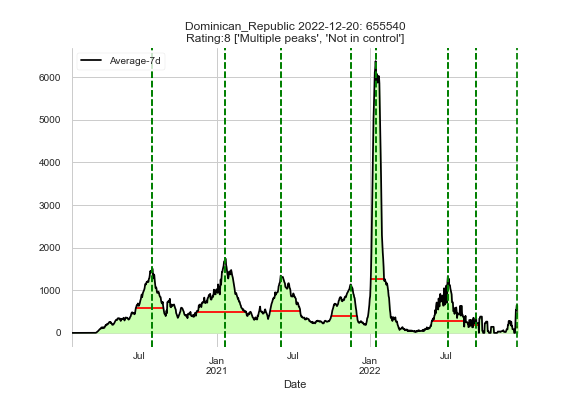 Dominican_Republic 2022-12-20: 655540
Rating:8 ['Multiple peaks', 'Not in control']
Average-7d
6000
5000
4000
3000
2000
1000
0
Jul
Jan
2021
Jul
Jan
2022
Jul
Date